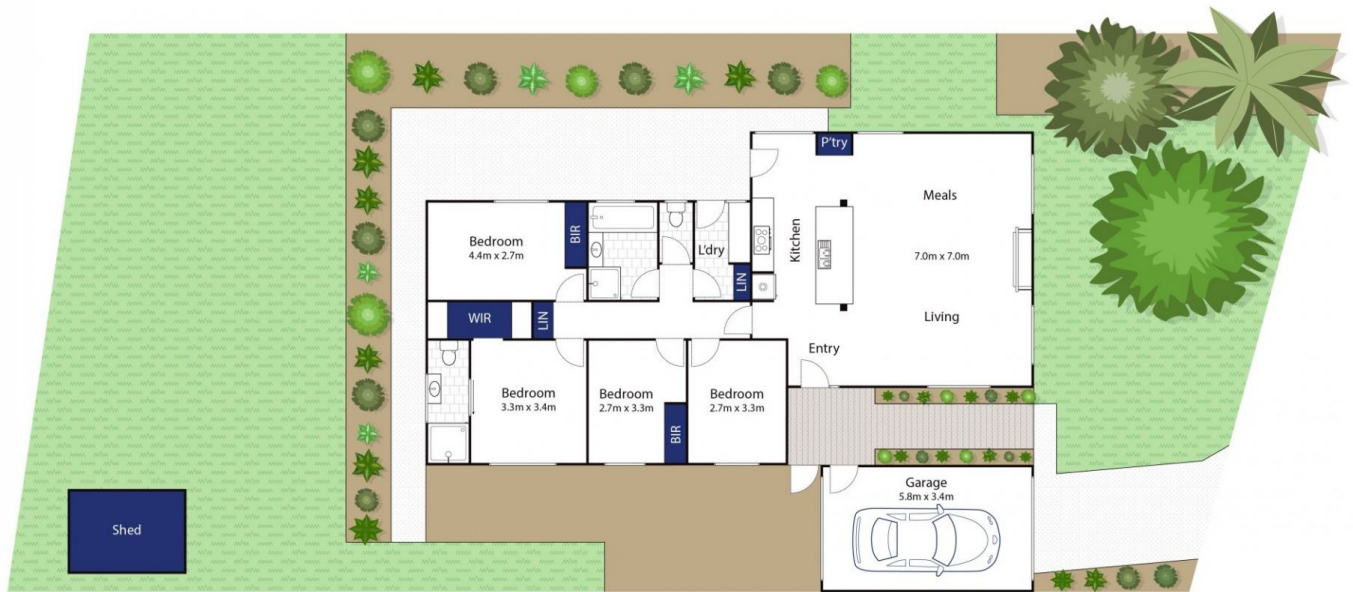 P'try
Meals
Bedroom
4.4m x 2.7m
BIR
L'dry
Kitchen
7.0m x 7.0m
LIN
WIR
LIN
Living
Entry
Bedroom
3.3m x 3.4m
Bedroom
2.7m x 3.3m
Bedroom
2.7m x 3.3m
BIR
Garage
5.8m x 3.4m
Shed